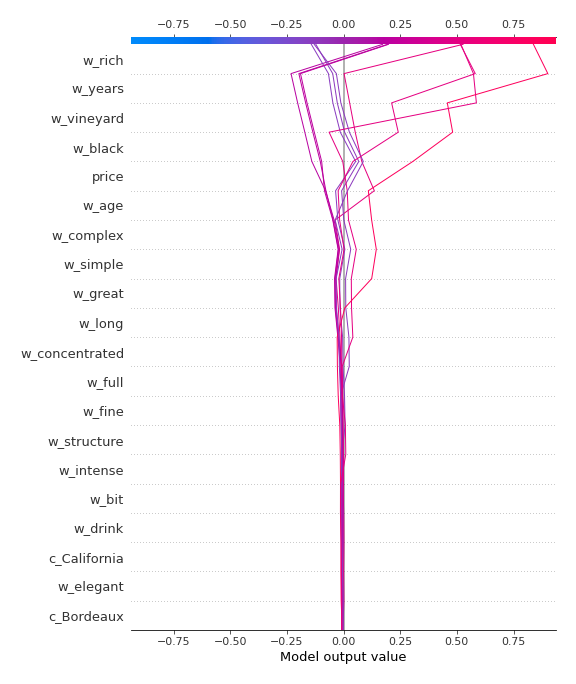 −0.75 −0.50 −0.25 0.00 0.25 0.50 0.75
w_rich
w_years
w_vineyard
w_black
price
w_age
w_complex
w_simple
w_great
w_long
w_concentrated
w_full
w_fine
w_structure
w_intense
w_bit
w_drink
c_California
w_elegant
c_Bordeaux
−0.75 −0.50 −0.25 0.00 0.25 0.50 0.75
Model output value